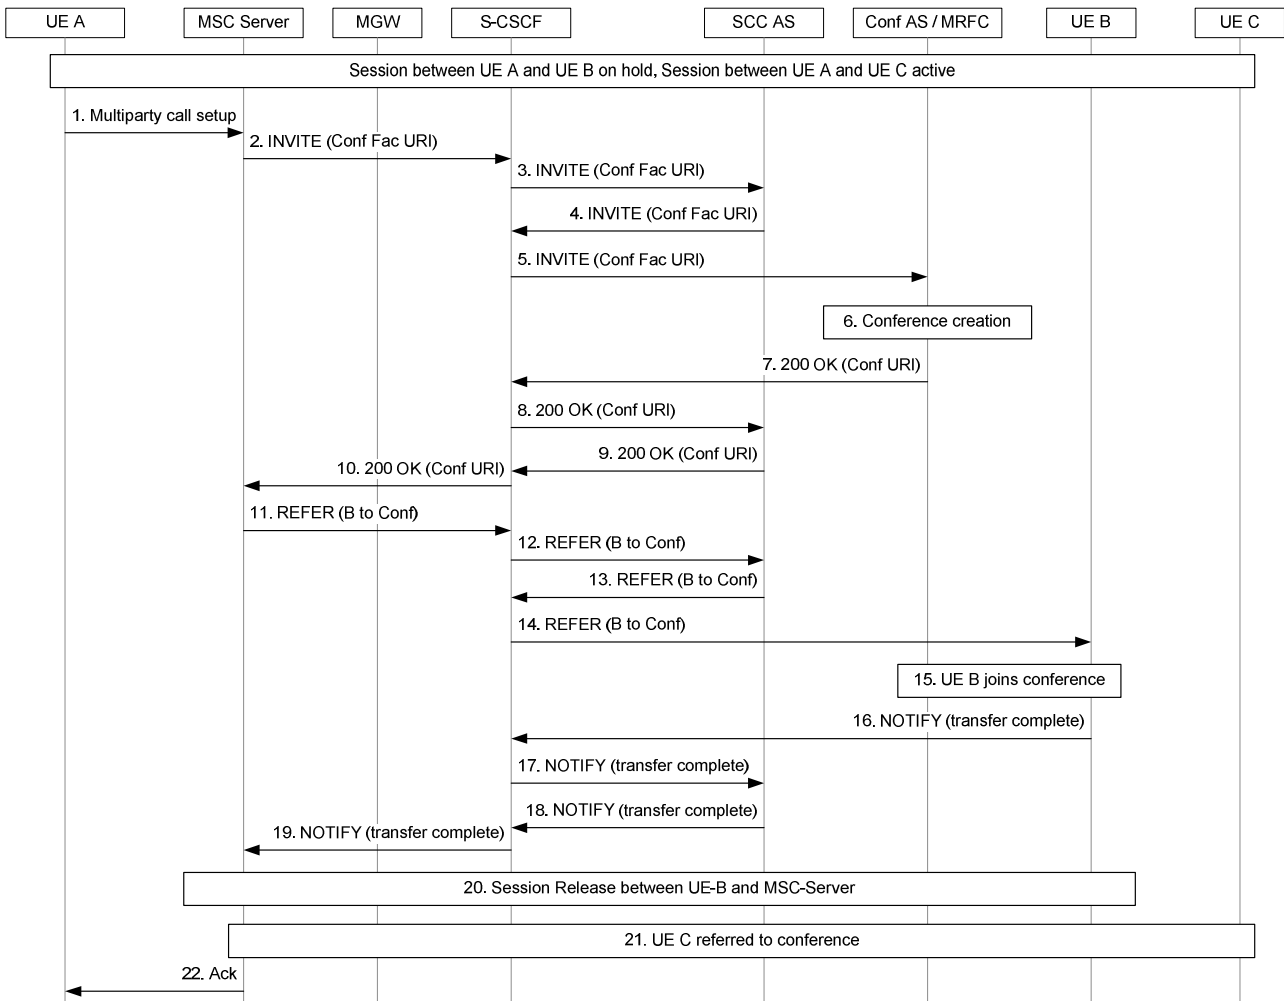 UE A
MSC Server
MGW
S-CSCF
SCC AS
Conf AS / MRFC
UE B
UE C
Session between UE A and UE B on hold, Session between UE A and UE C active
1. Multiparty call setup
2. INVITE (Conf Fac URI)
3. INVITE (Conf Fac URI)
4. INVITE (Conf Fac URI)
5. INVITE (Conf Fac URI)
6. Conference creation
7. 200 OK (Conf URI)
8. 200 OK (Conf URI)
9. 200 OK (Conf URI)
10. 200 OK (Conf URI)
11. REFER (B to Conf)
12. REFER (B to Conf)
13. REFER (B to Conf)
14. REFER (B to Conf)
15. UE B joins conference
16. NOTIFY (transfer complete)
17. NOTIFY (transfer complete)
18. NOTIFY (transfer complete)
19. NOTIFY (transfer complete)
20. Session Release between UE-B and MSC-Server
21. UE C referred to conference
22. Ack